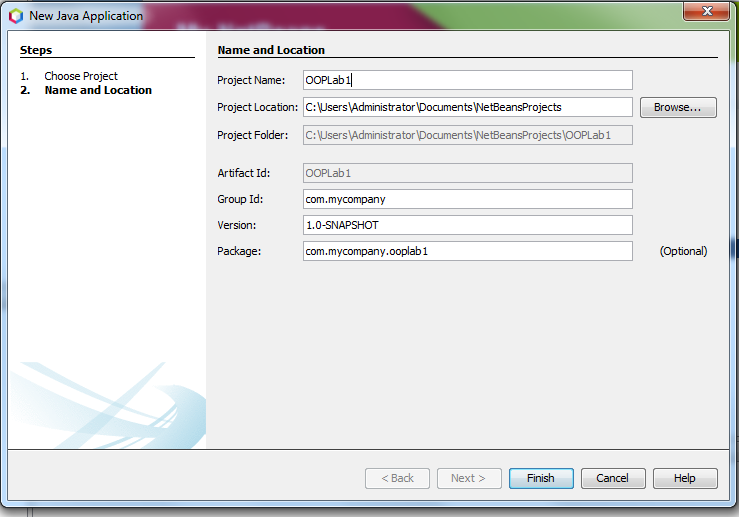 New Java Application
Steps
1. Choose Project
2. Name and Location
Name and Location
Project Name: OOPLab1
Project Location: C:\Users\Administrator\Documents\NetBeansProjects Browse...
Project Folder: C:\Users\Administrator\Documents\NetBeansProjects\OOPLab1
Artifact Id: OOPLab1
Group Id: com.mycompany
Version: 1.0-SNAPSHOT
Package: com.mycompany.ooplab1 (Optional)
< Back Next > Finish Cancel Help